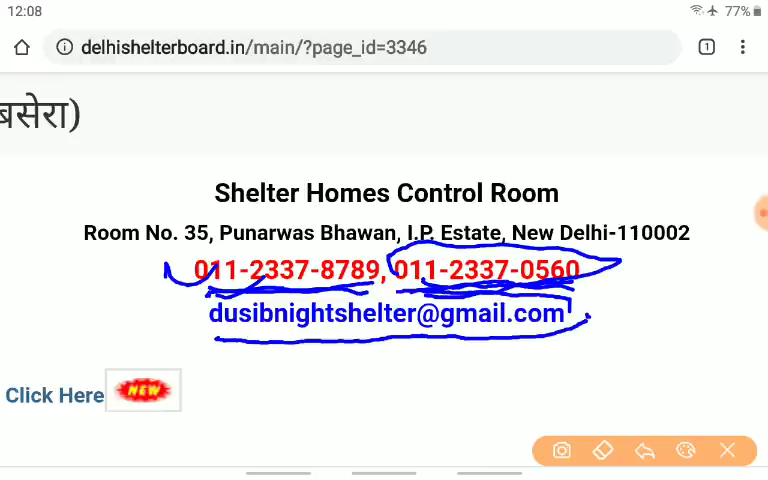 12:08
77%
delhishelterboard.in/main/?page_id=3346
1
बसेरा)
Shelter Homes Control Room
Room No. 35, Punarwas Bhawan, I.P. Estate, New Delhi-110002
011-2337-8789, 011-2337-0560
dusibnightshelter@gmail.com
Click Here NEW